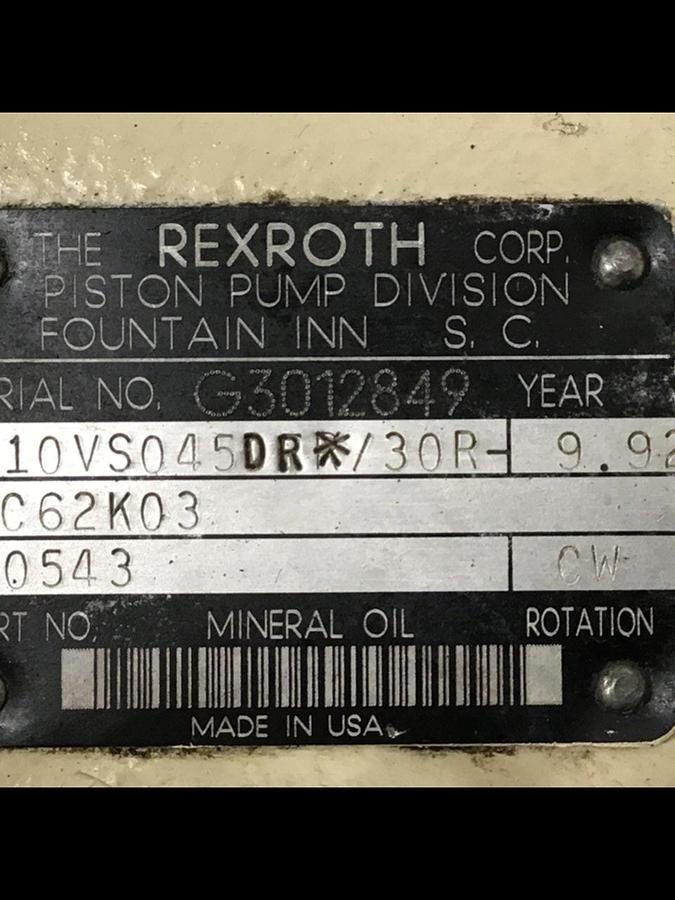 THE REXROTH CORP.
PISTON PUMP DIVISION
FOUNTAIN INN S. C.
RIAL NO. G3012849 YEAR
10VSO45DR*/30R- 9.92
C62K03
0543 CW
RT NO. MINERAL OIL ROTATION
MADE IN USA